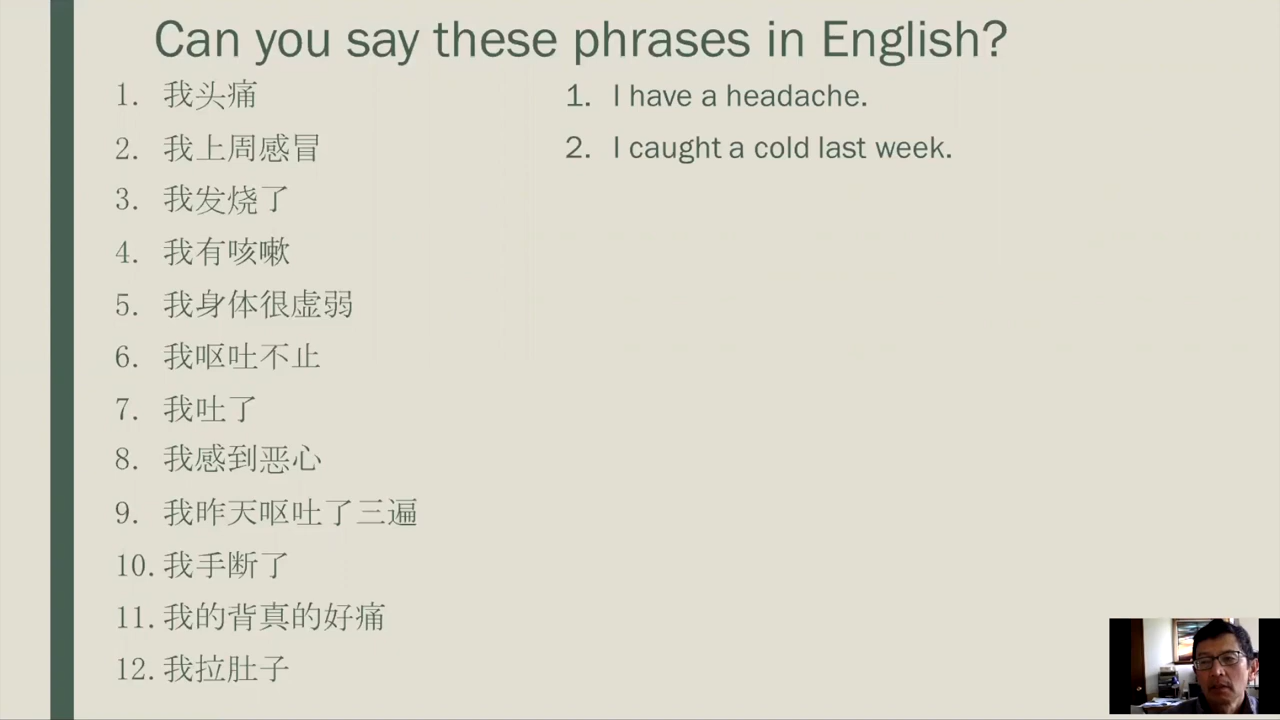 Can you say these phrases in English?
1. 我头痛
2. 我上周感冒
3. 我发烧了
4. 我有咳嗽
5. 我身体很虚弱
6. 我呕吐不止
7. 我吐了
8. 我感到恶心
9. 我昨天呕吐了三遍
10. 我手断了
11. 我的背真的好痛
12. 我拉肚子
1. I have a headache.
2. I caught a cold last week.